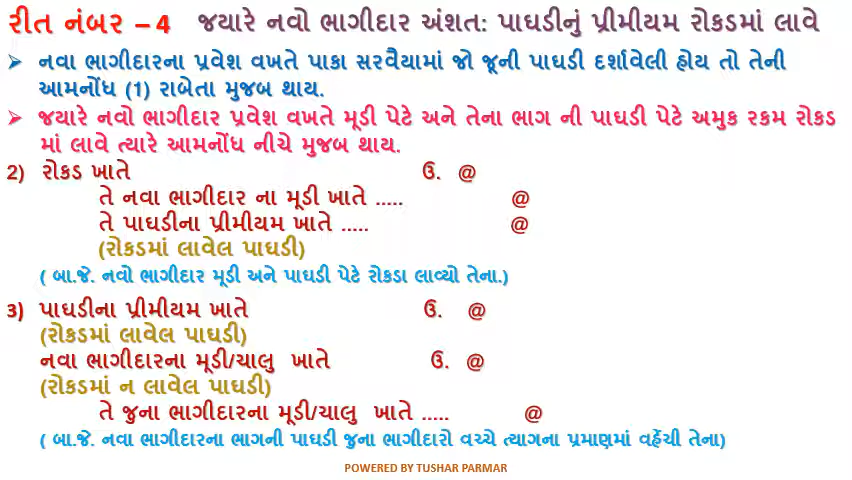 રીત નંબર – 4 જયારે નવો ભાગીદાર અંશત: પાઘડીનું પ્રીમીયમ રોકડમાં લાવે
➢ નવા ભાગીદારના પ્રવેશ વખતે પાકા સરવૈયામાં જો જૂની પાઘડી દર્શાવેલી હોય તો તેની
આમનોંધ (1) રાબેતા મુજબ થાય.
➢ જયારે નવો ભાગીદાર પ્રવેશ વખતે મૂડી પેટે અને તેના ભાગ ની પાઘડી પેટે અમુક રકમ રોકડ
માં લાવે ત્યારે આમનોંધ નીચે મુજબ થાય.
2) રોકડ ખાતે ઉ. @
તે નવા ભાગીદાર ના મૂડી ખાતે ..... @
તે પાઘડીના પ્રીમીયમ ખાતે ..... @
(રોકડમાં લાવેલ પાઘડી)
( બા.જે. નવો ભાગીદાર મૂડી અને પાઘડી પેટે રોકડા લાવ્યો તેના.)
3) પાઘડીના પ્રીમીયમ ખાતે ઉ. @
(રોકડમાં લાવેલ પાઘડી)
નવા ભાગીદારના મૂડી/ચાલુ ખાતે ઉ. @
(રોકડમાં ન લાવેલ પાઘડી)
તે જુના ભાગીદારના મૂડી/ચાલુ ખાતે ..... @
( બા.જે. નવા ભાગીદારના ભાગની પાઘડી જુના ભાગીદારો વચ્ચે ત્યાગના પ્રમાણમાં વહેંચી તેના)
POWERED BY TUSHAR PARMAR